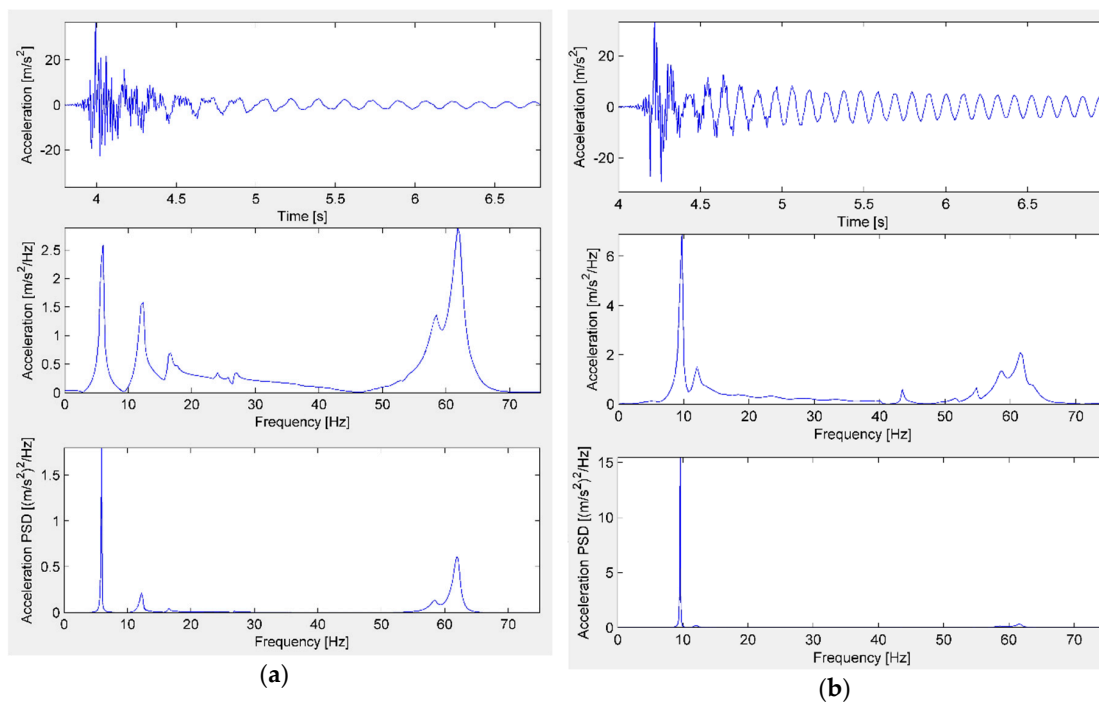 Acceleration [m/s²]
20
0
-20
4 4.5 5 5.5 6 6.5
Time [s]
Acceleration [m/s²/Hz]
2.5
2
1.5
1
0.5
0
0 10 20 30 40 50 60 70
Frequency [Hz]
Acceleration PSD [(m/s²)²/Hz]
1.5
1
0.5
0
0 10 20 30 40 50 60 70
Frequency [Hz]
(a)
Acceleration [m/s²]
20
0
-20
4 4.5 5 5.5 6 6.5
Time [s]
Acceleration [m/s²/Hz]
6
4
2
0
0 10 20 30 40 50 60 70
Frequency [Hz]
Acceleration PSD [(m/s²)²/Hz]
15
10
5
0
0 10 20 30 40 50 60 70
Frequency [Hz]
(b)